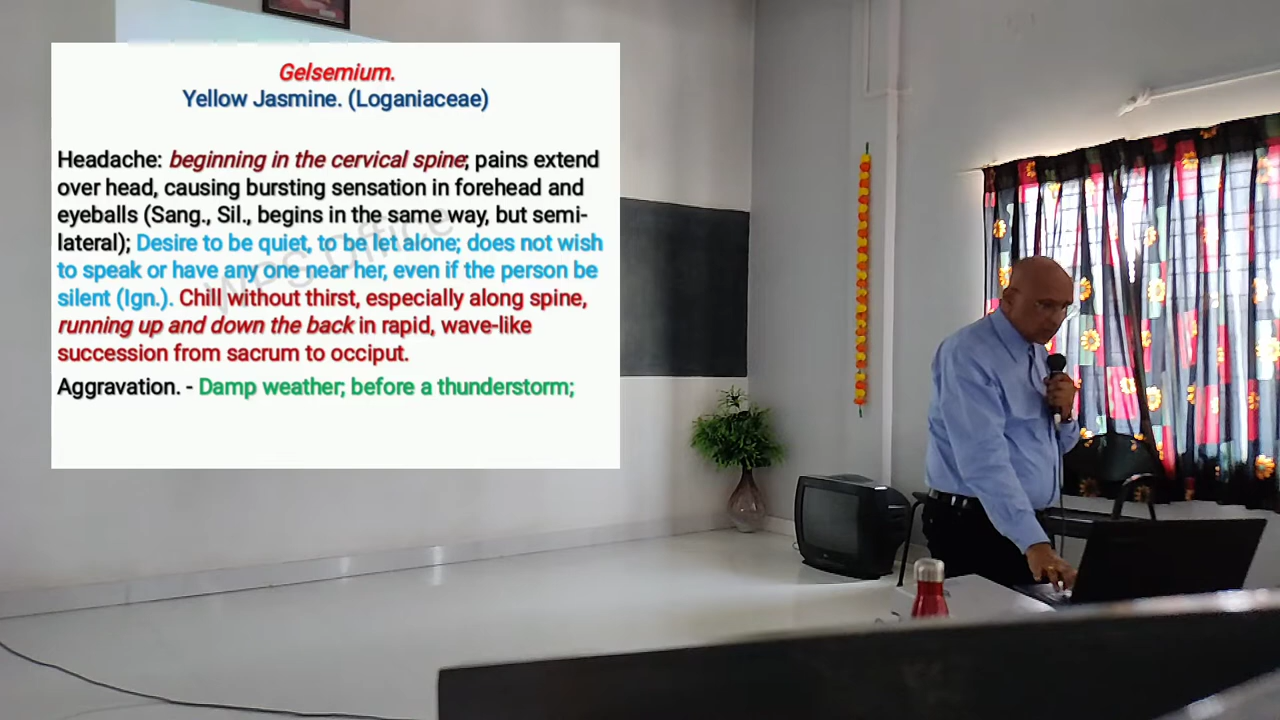 Gelsemium.
Yellow Jasmine. (Loganiaceae)
Headache: beginning in the cervical spine; pains extend
over head, causing bursting sensation in forehead and
eyeballs (Sang., Sil., begins in the same way, but semi-
lateral); Desire to be quiet, to be let alone; does not wish
to speak or have any one near her, even if the person be
silent (Ign.). Chill without thirst, especially along spine,
running up and down the back in rapid, wave-like
succession from sacrum to occiput.
Aggravation. - Damp weather; before a thunderstorm;
WPS Office